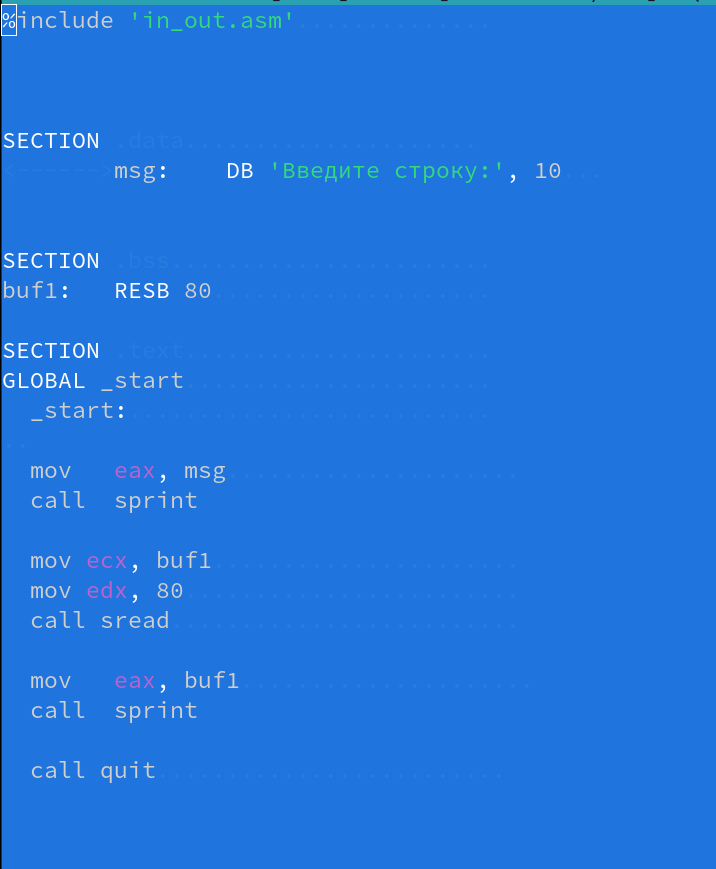 %include 'in_out.asm'
SECTION .data
msg: DB 'Введите строку:', 10
SECTION .bss
buf1: RESB 80
SECTION .text
GLOBAL _start
_start:
mov eax, msg
call sprint
mov ecx, buf1
mov edx, 80
call sread
mov eax, buf1
call sprint
call quit